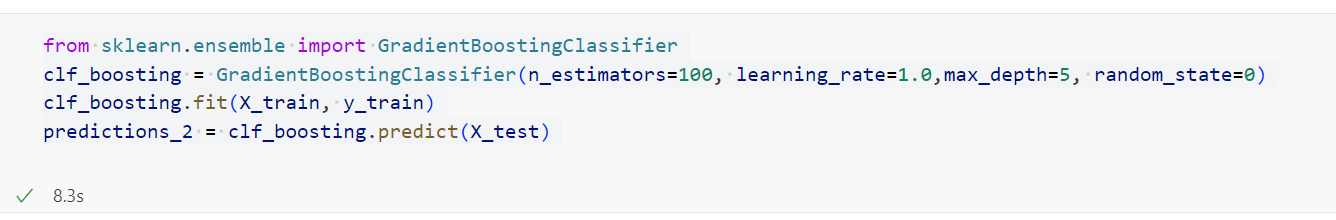 from sklearn.ensemble import GradientBoostingClassifier
clf_boosting = GradientBoostingClassifier(n_estimators=100, learning_rate=1.0,max_depth=5, random_state=0)
clf_boosting.fit(X_train, y_train)
predictions_2 = clf_boosting.predict(X_test)
8.3s